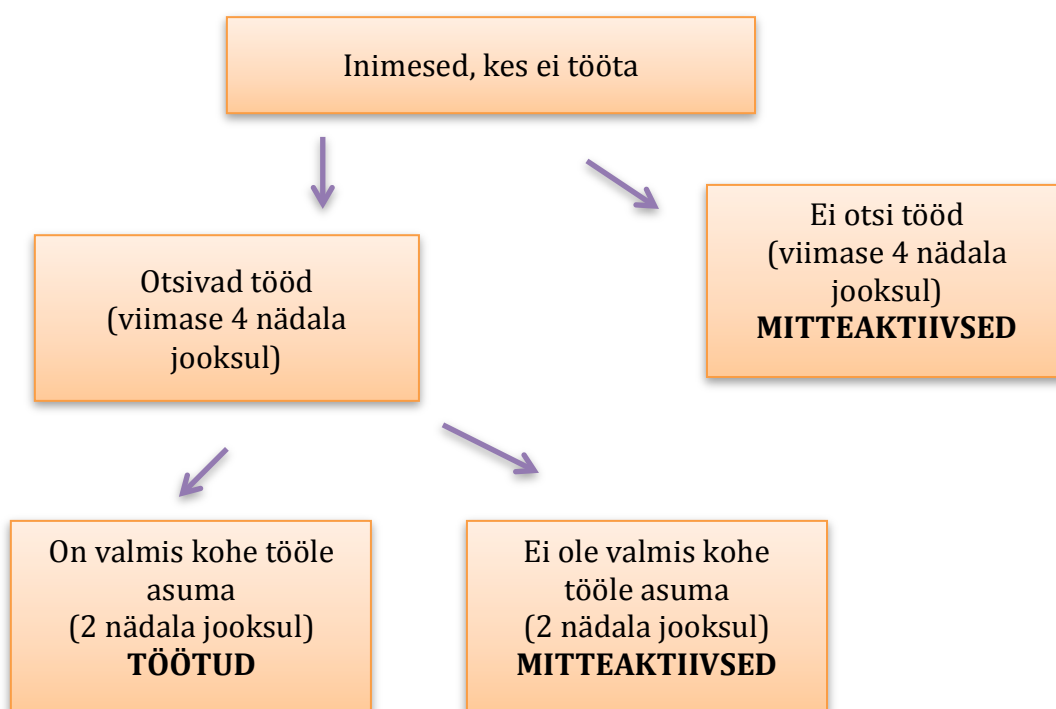 Inimesed, kes ei tööta
Otsivad tööd
(viimase 4 nädala
jooksul)
Ei otsi tööd
(viimase 4 nädala
jooksul)
MITTEAKTIIVSED
On valmis kohe tööle
asuma
(2 nädala jooksul)
TÖÖTUD
Ei ole valmis kohe
tööle asuma
(2 nädala jooksul)
MITTEAKTIIVSED